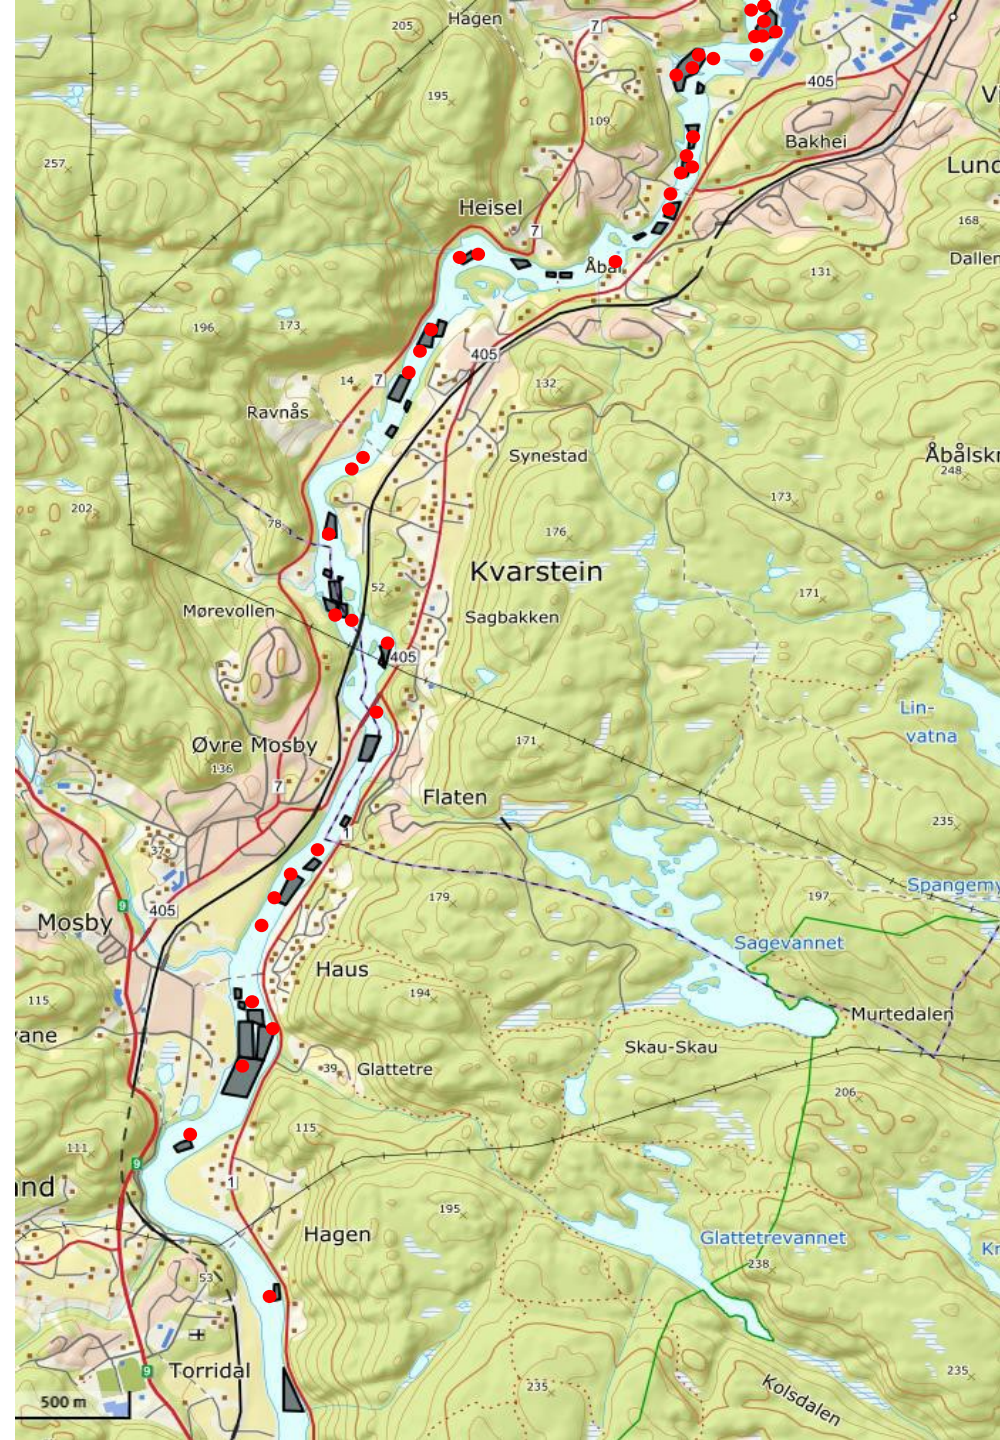 Hagen
205
7
405
195
109
Bakhei
257
Lund
Heisel
168
7
Dallen
131
196
173
405
14
7
132
Ravnås
Synestad
Åbålskr
248
173
202
78
176
Kvarstein
52
171
Mørevollen
Sagbakken
405
Lin-
vatna
171
Øvre Mosby
136
7
Flaten
235
1
37
179
197
Spangemy
9
405
Mosby
Sagevannet
Haus
194
115
Murtedalen
vane
Skau-Skau
39
Glattetre
206
115
111
9
and
1
195
Hagen
Glattetrevannet
238
Kr
53
Torridal
9
235
235
500 m
Kolsdalen